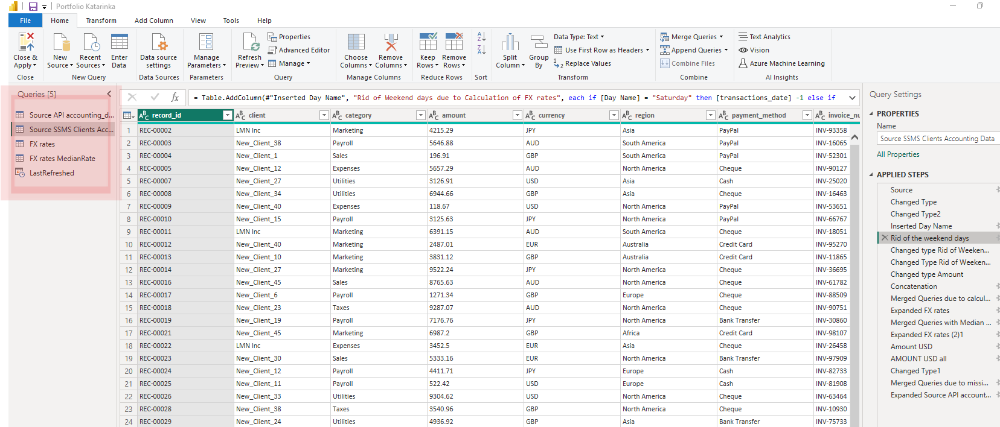 Portfolio Katarinka
File Home Transform Add Column View Tools Help
Close & Apply
New Source
Recent Sources
Enter Data
Data source settings
Manage Parameters
Refresh Preview
Properties
Advanced Editor
Manage
Choose Columns
Remove Columns
Keep Rows
Remove Rows
Split Column
Group By
Data Type: Text
Use First Row as Headers
Replace Values
Merge Queries
Append Queries
Combine Files
Text Analytics
Vision
Azure Machine Learning
Close New Query Data Sources Parameters Query Manage Columns Reduce Rows Sort Transform Combine AI Insights
Queries [5]
Source API accounting_d...
Source SSMS Clients Acc...
FX rates
FX rates MedianRate
LastRefreshed
= Table.AddColumn(#"Inserted Day Name", "Rid of Weekend days due to Calculation of FX rates", each if [Day Name] = "Saturday" then [transactions_date] -1 else if
record_id client category amount currency region payment_method invoice_nu
1 REC-00002 LMN Inc Marketing 4215.29 JPY Asia PayPal INV-93358
2 REC-00003 New_Client_38 Payroll 5646.88 AUD South America PayPal INV-16065
3 REC-00004 New_Client_1 Sales 196.91 GBP South America PayPal INV-52301
4 REC-00005 New_Client_12 Expenses 5657.29 AUD North America Cheque INV-90127
5 REC-00007 New_Client_27 Utilities 3126.91 USD Asia Cash INV-25020
6 REC-00008 New_Client_34 Utilities 6944.66 GBP Asia Cheque INV-16463
7 REC-00009 New_Client_40 Expenses 118.67 USD North America PayPal INV-53651
8 REC-00010 New_Client_15 Payroll 3125.63 JPY North America PayPal INV-66767
9 REC-00011 LMN Inc Marketing 6391.15 AUD South America Cheque INV-18051
10 REC-00012 New_Client_40 Marketing 2487.01 EUR Australia Credit Card INV-95270
11 REC-00013 New_Client_10 Marketing 3831.12 GBP Australia Credit Card INV-11865
12 REC-00014 New_Client_27 Marketing 9522.24 JPY North America Cheque INV-36695
13 REC-00016 New_Client_45 Sales 8765.63 AUD North America Cheque INV-61782
14 REC-00017 New_Client_6 Payroll 1271.34 GBP Europe Cheque INV-88509
15 REC-00018 New_Client_23 Taxes 9287.07 AUD North America Cheque INV-90751
16 REC-00019 New_Client_19 Payroll 7176.76 JPY North America Bank Transfer INV-30860
17 REC-00021 New_Client_45 Marketing 6987.2 GBP Africa Credit Card INV-98107
18 REC-00022 LMN Inc Expenses 3452.5 EUR Asia Cheque INV-26458
19 REC-00023 New_Client_30 Sales 5333.16 EUR North America Bank Transfer INV-97909
20 REC-00024 New_Client_12 Payroll 4411.71 JPY Europe Cash INV-82733
21 REC-00025 New_Client_11 Payroll 522.42 USD Europe Cash INV-81908
22 REC-00026 New_Client_33 Utilities 9304.62 USD North America Cheque INV-63464
23 REC-00028 New_Client_38 Taxes 3540.96 GBP North America Cheque INV-10930
24 REC-00029 New_Client_24 Utilities 4936.92 GBP Asia Bank Transfer INV-75733
Query Settings
PROPERTIES
Name
Source SSMS Clients Accounting Data
All Properties
APPLIED STEPS
Source
Changed Type
Changed Type2
Inserted Day Name
Rid of the weekend days
Changed type Rid of Weeken...
Changed Type Rid of Weeken...
Changed type Amount
Concatenation
Merged Queries due to calcul...
Expanded FX rates
Merged Queries with Median ...
Expanded FX rates (2)1
Amount USD
AMOUNT USD all
Changed Type1
Merged Queries due to missi...
Expanded Source API account...